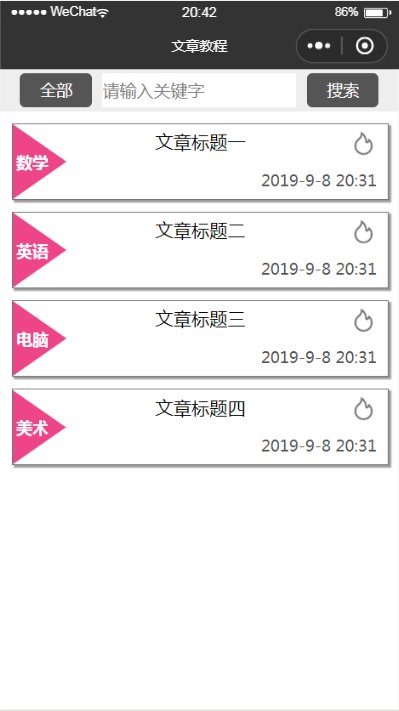 WeChat 20:42 86%
文章教程
全部 请输入关键字 搜索
文章标题一
数学
2019-9-8 20:31
文章标题二
英语
2019-9-8 20:31
文章标题三
电脑
2019-9-8 20:31
文章标题四
美术
2019-9-8 20:31